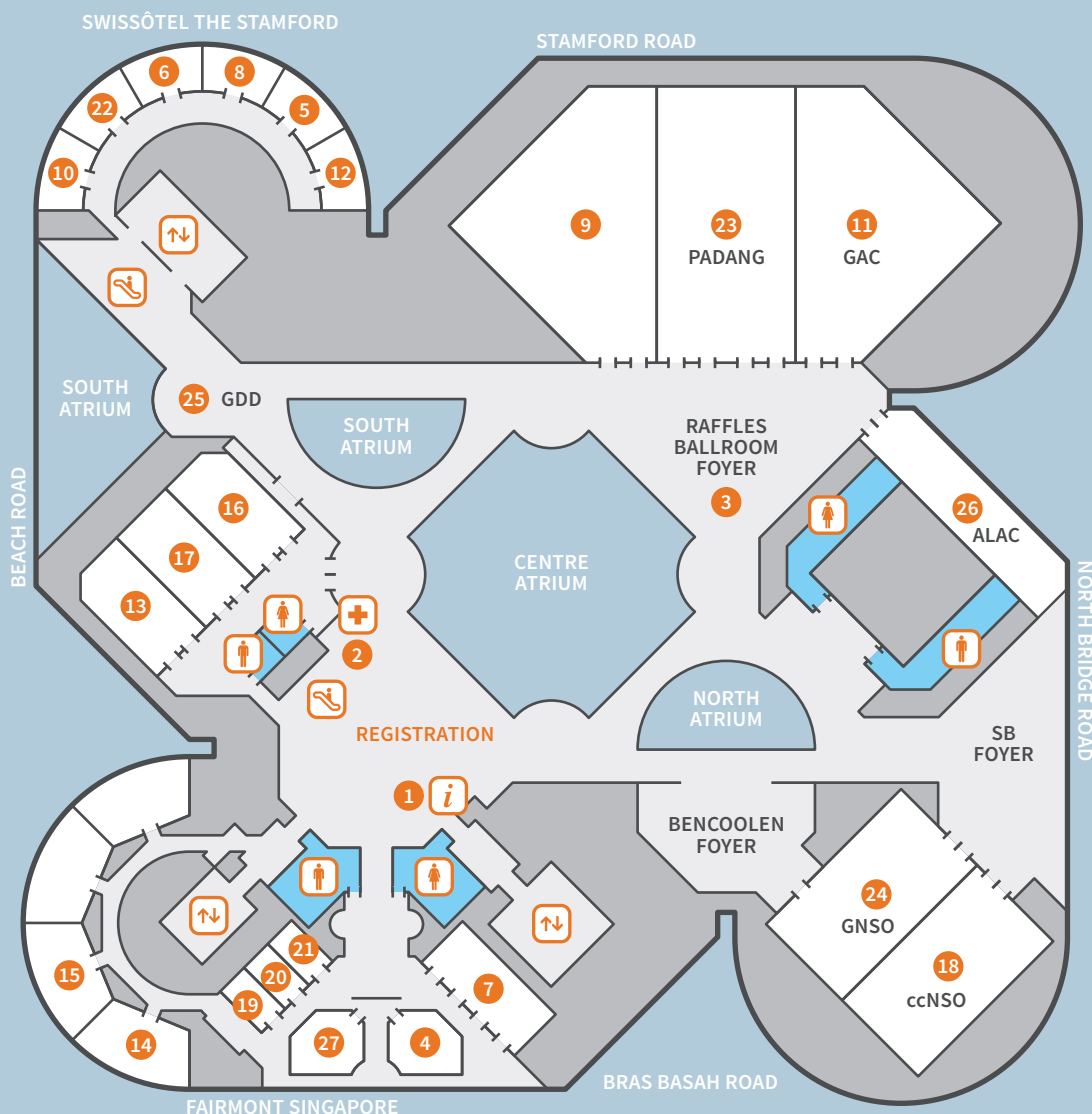 SWISSÔTEL THE STAMFORD
STAMFORD ROAD
6
8
22
5
10
12
9
23
PADANG
11
GAC
SOUTH
ATRIUM
25
GDD
SOUTH
ATRIUM
RAFFLES
BALLROOM
FOYER
3
BEACH ROAD
16
17
13
CENTRE
ATRIUM
26
ALAC
NORTH BRIDGE ROAD
2
REGISTRATION
NORTH
ATRIUM
SB
FOYER
1
i
BENCOOLEN
FOYER
24
GNSO
18
ccNSO
21
20
19
15
14
7
27
4
BRAS BASAH ROAD
FAIRMONT SINGAPORE